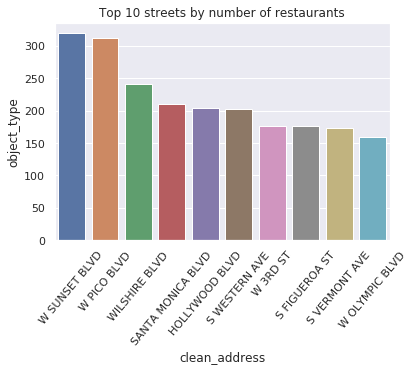 Top 10 streets by number of restaurants
300
250
200
150
100
50
0
object_type
W SUNSET BLVD
W PICO BLVD
WILSHIRE BLVD
SANTA MONICA BLVD
HOLLYWOOD BLVD
S WESTERN AVE
W 3RD ST
S FIGUEROA ST
S VERMONT AVE
W OLYMPIC BLVD
clean_address